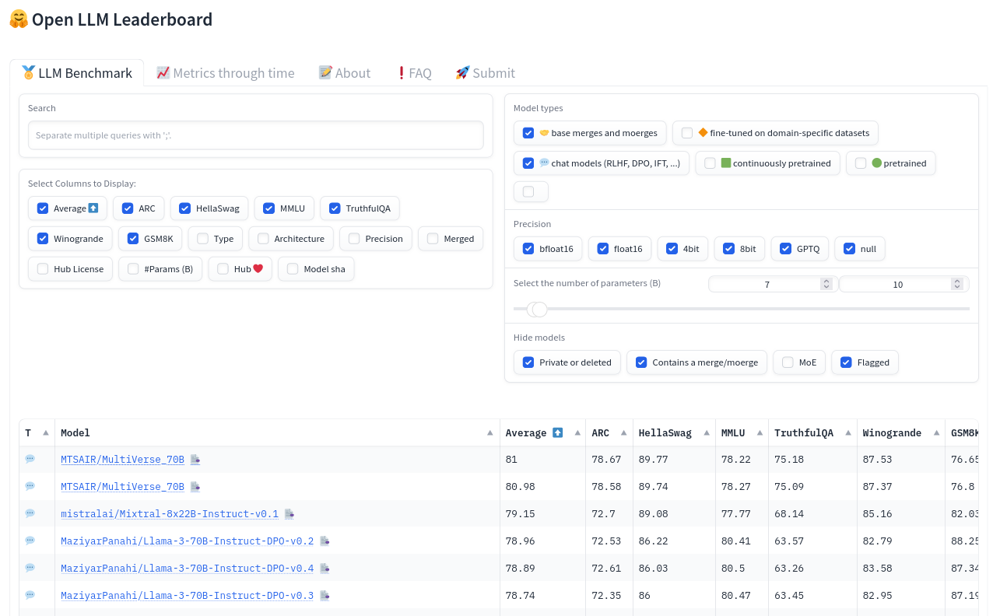 🤗 Open LLM Leaderboard
🏅 LLM Benchmark 📈 Metrics through time 📝 About ❗ FAQ 🚀 Submit
Search
Separate multiple queries with ';'.
Select Columns to Display:
Average ⬆️ ARC HellaSwag MMLU TruthfulQA
Winogrande GSM8K Type Architecture Precision Merged
Hub License #Params (B) Hub ❤️ Model sha
Model types
🤝 base merges and moerges 🔶 fine-tuned on domain-specific datasets
💬 chat models (RLHF, DPO, IFT, ...) 🟩 continuously pretrained 🟢 pretrained
Precision
bfloat16 float16 4bit 8bit GPTQ null
Select the number of parameters (B) 7 10
Hide models
Private or deleted Contains a merge/moerge MoE Flagged
T Model Average ⬆️ ARC HellaSwag MMLU TruthfulQA Winogrande GSM8K
💬 MTSAIR/MultiVerse_70B 📑 81 78.67 89.77 78.22 75.18 87.53 76.65
💬 MTSAIR/MultiVerse_70B 📑 80.98 78.58 89.74 78.27 75.09 87.37 76.8
💬 mistralai/Mixtral-8x22B-Instruct-v0.1 📑 79.15 72.7 89.08 77.77 68.14 85.16 82.03
💬 MaziyarPanahi/Llama-3-70B-Instruct-DPO-v0.2 📑 78.96 72.53 86.22 80.41 63.57 82.79 88.25
💬 MaziyarPanahi/Llama-3-70B-Instruct-DPO-v0.4 📑 78.89 72.61 86.03 80.5 63.26 83.58 87.34
💬 MaziyarPanahi/Llama-3-70B-Instruct-DPO-v0.3 📑 78.74 72.35 86 80.47 63.45 82.95 87.19